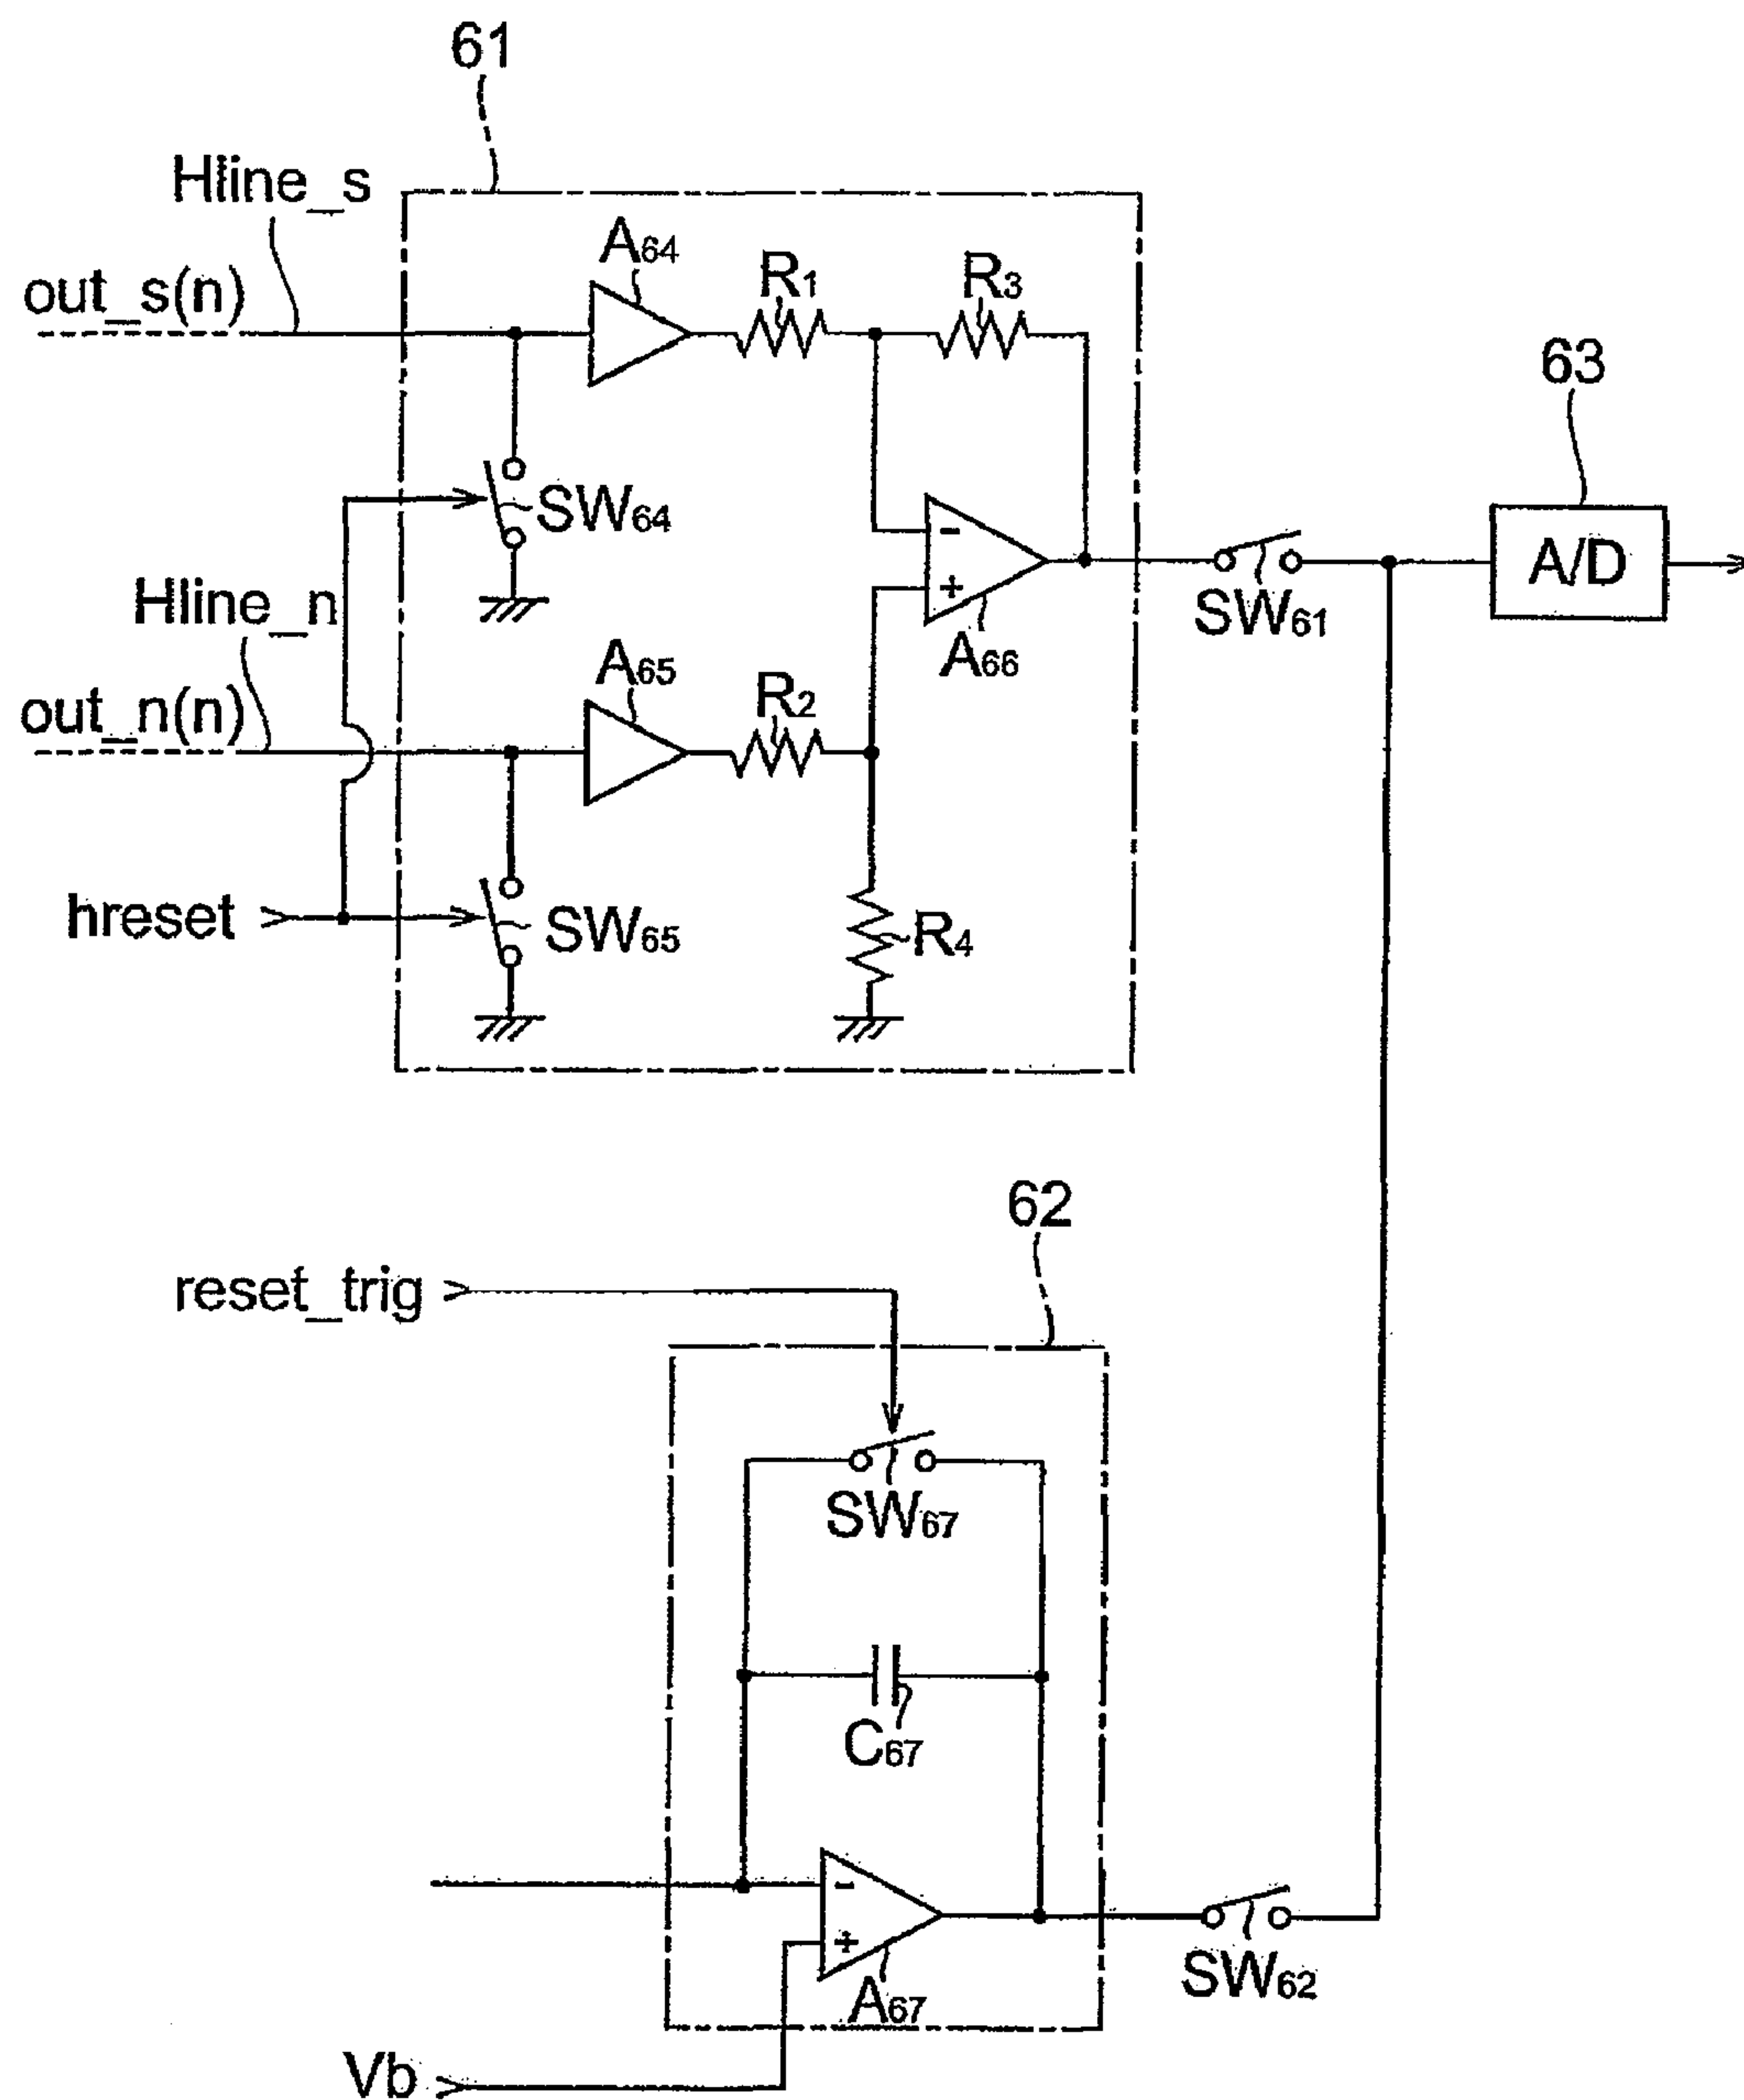 61
Hline_s
out_s(n)
A64
R1
R3
63
A/D
SW64
SW61
Hline_n
-
+
A66
A65
R2
out_n(n)
hreset
SW65
R4
62
reset_trig
SW67
C67
-
+
A67
SW62
Vb